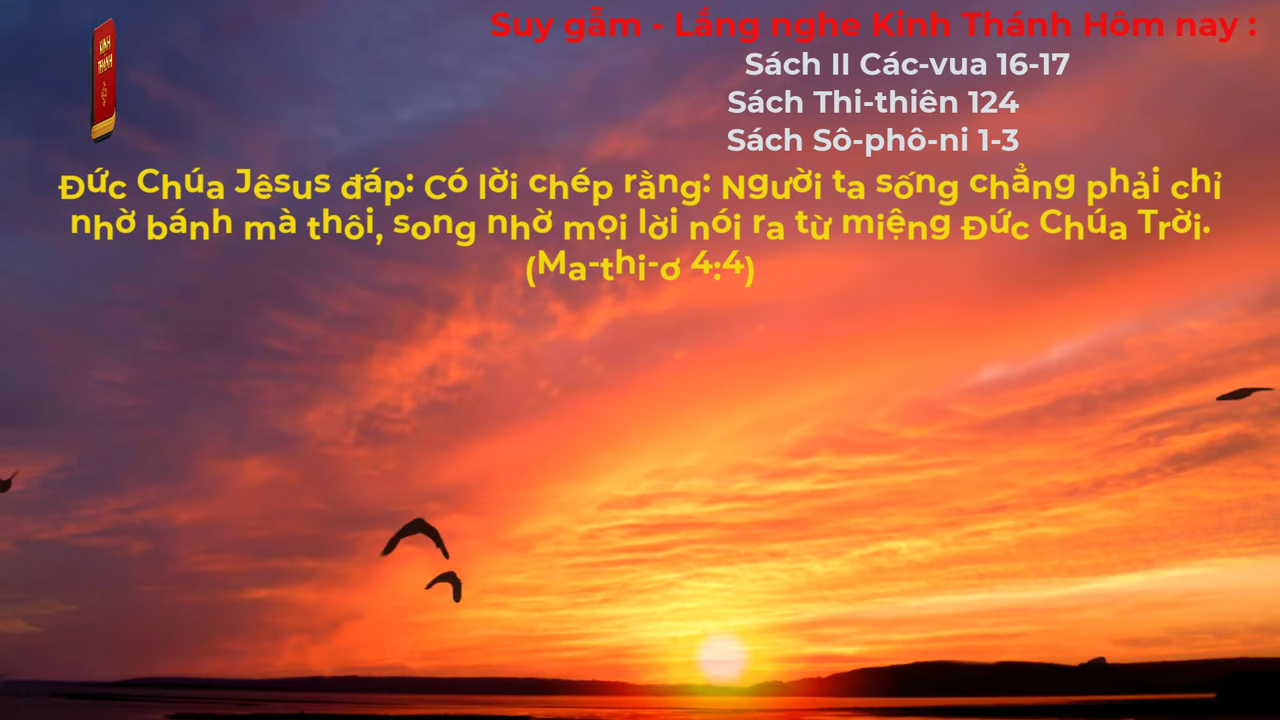 KINH
THÁNH
Suy gẫm - Lắng nghe Kinh Thánh Hôm nay :
Sách II Các-vua 16-17
Sách Thi-thiên 124
Sách Sô-phô-ni 1-3
Đức Chúa Jêsus đáp: Có lời chép rằng: Người ta sống chẳng phải chỉ
nhờ bánh mà thôi, song nhờ mọi lời nói ra từ miệng Đức Chúa Trời.
(Ma-thi-ơ 4:4)